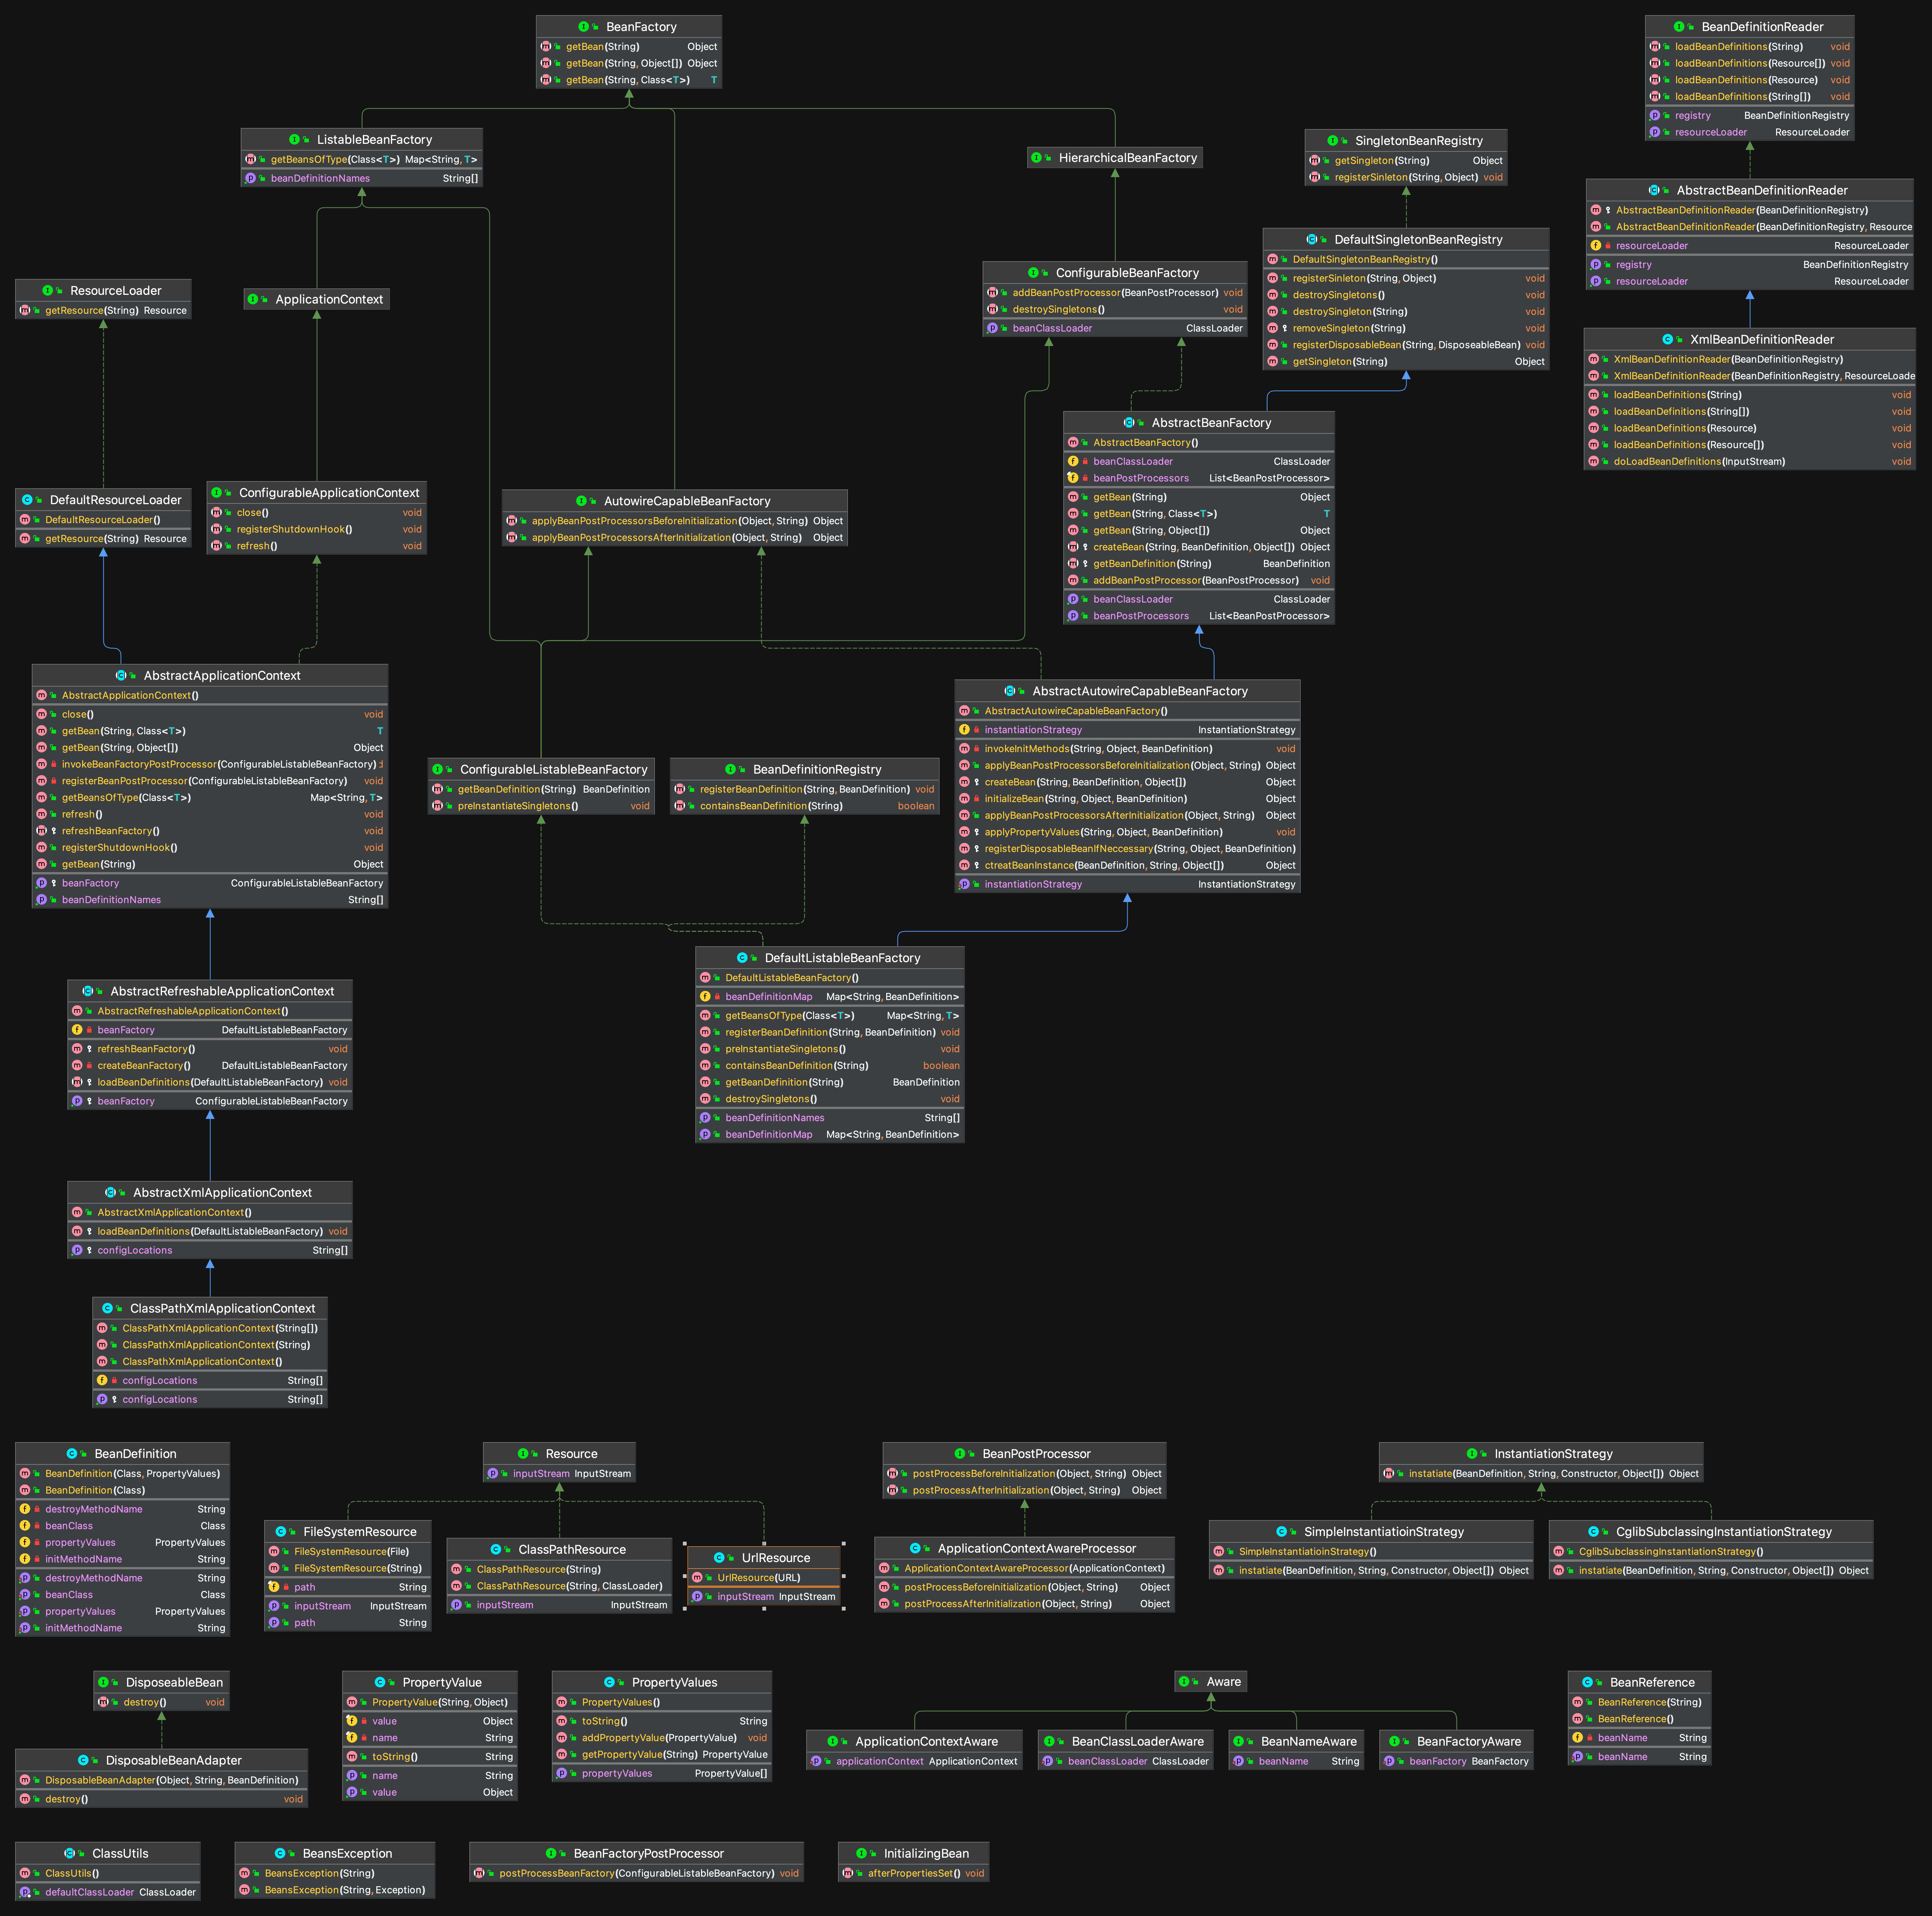 BeanFactory
getBean(String) Object
getBean(String, Object[]) Object
getBean(String, Class<T>) T
BeanDefinitionReader
loadBeanDefinitions(String) void
loadBeanDefinitions(Resource[]) void
loadBeanDefinitions(Resource) void
loadBeanDefinitions(String[]) void
registry BeanDefinitionRegistry
resourceLoader ResourceLoader
ListableBeanFactory
getBeansOfType(Class<T>) Map<String, T>
beanDefinitionNames String[]
HierarchicalBeanFactory
SingletonBeanRegistry
getSingleton(String) Object
registerSinleton(String, Object) void
AbstractBeanDefinitionReader
AbstractBeanDefinitionReader(BeanDefinitionRegistry)
AbstractBeanDefinitionReader(BeanDefinitionRegistry, Resource
resourceLoader ResourceLoader
registry BeanDefinitionRegistry
resourceLoader ResourceLoader
DefaultSingletonBeanRegistry
DefaultSingletonBeanRegistry()
registerSinleton(String, Object) void
destroySingletons() void
destroySingleton(String) void
removeSingleton(String) void
registerDisposableBean(String, DisposeableBean) void
getSingleton(String) Object
ResourceLoader
getResource(String) Resource
ApplicationContext
ConfigurableBeanFactory
addBeanPostProcessor(BeanPostProcessor) void
destroySingletons() void
beanClassLoader ClassLoader
XmlBeanDefinitionReader
XmlBeanDefinitionReader(BeanDefinitionRegistry)
XmlBeanDefinitionReader(BeanDefinitionRegistry, ResourceLoade
loadBeanDefinitions(String) void
loadBeanDefinitions(String[]) void
loadBeanDefinitions(Resource) void
loadBeanDefinitions(Resource[]) void
doLoadBeanDefinitions(InputStream) void
AbstractBeanFactory
AbstractBeanFactory()
beanClassLoader ClassLoader
beanPostProcessors List<BeanPostProcessor>
getBean(String) Object
getBean(String, Class<T>) T
getBean(String, Object[]) Object
createBean(String, BeanDefinition, Object[]) Object
getBeanDefinition(String) BeanDefinition
addBeanPostProcessor(BeanPostProcessor) void
beanClassLoader ClassLoader
beanPostProcessors List<BeanPostProcessor>
DefaultResourceLoader
DefaultResourceLoader()
getResource(String) Resource
ConfigurableApplicationContext
close() void
registerShutdownHook() void
refresh() void
AutowireCapableBeanFactory
applyBeanPostProcessorsBeforeInitialization(Object, String) Object
applyBeanPostProcessorsAfterInitialization(Object, String) Object
AbstractApplicationContext
AbstractApplicationContext()
close() void
getBean(String, Class<T>) T
getBean(String, Object[]) Object
invokeBeanFactoryPostProcessor(ConfigurableListableBeanFactory)
registerBeanPostProcessor(ConfigurableListableBeanFactory) void
getBeansOfType(Class<T>) Map<String, T>
refresh() void
refreshBeanFactory() void
registerShutdownHook() void
getBean(String) Object
beanFactory ConfigurableListableBeanFactory
beanDefinitionNames String[]
AbstractAutowireCapableBeanFactory
AbstractAutowireCapableBeanFactory()
instantiationStrategy InstantiationStrategy
invokeInitMethods(String, Object, BeanDefinition) void
applyBeanPostProcessorsBeforeInitialization(Object, String) Object
createBean(String, BeanDefinition, Object[]) Object
initializeBean(String, Object, BeanDefinition) Object
applyBeanPostProcessorsAfterInitialization(Object, String) Object
applyPropertyValues(String, Object, BeanDefinition) void
registerDisposableBeanIfNeccessary(String, Object, BeanDefinition)
ctreatBeanInstance(BeanDefinition, String, Object[]) Object
instantiationStrategy InstantiationStrategy
ConfigurableListableBeanFactory
getBeanDefinition(String) BeanDefinition
preInstantiateSingletons() void
BeanDefinitionRegistry
registerBeanDefinition(String, BeanDefinition) void
containsBeanDefinition(String) boolean
DefaultListableBeanFactory
DefaultListableBeanFactory()
beanDefinitionMap Map<String, BeanDefinition>
getBeansOfType(Class<T>) Map<String, T>
registerBeanDefinition(String, BeanDefinition) void
preInstantiateSingletons() void
containsBeanDefinition(String) boolean
getBeanDefinition(String) BeanDefinition
destroySingletons() void
beanDefinitionNames String[]
beanDefinitionMap Map<String, BeanDefinition>
AbstractRefreshableApplicationContext
AbstractRefreshableApplicationContext()
beanFactory DefaultListableBeanFactory
refreshBeanFactory() void
createBeanFactory() DefaultListableBeanFactory
loadBeanDefinitions(DefaultListableBeanFactory) void
beanFactory ConfigurableListableBeanFactory
AbstractXmlApplicationContext
AbstractXmlApplicationContext()
loadBeanDefinitions(DefaultListableBeanFactory) void
configLocations String[]
ClassPathXmlApplicationContext
ClassPathXmlApplicationContext(String[])
ClassPathXmlApplicationContext(String)
ClassPathXmlApplicationContext()
configLocations String[]
configLocations String[]
BeanDefinition
BeanDefinition(Class, PropertyValues)
BeanDefinition(Class)
destroyMethodName String
beanClass Class
propertyValues PropertyValues
initMethodName String
destroyMethodName String
beanClass Class
propertyValues PropertyValues
initMethodName String
Resource
inputStream InputStream
FileSystemResource
FileSystemResource(File)
FileSystemResource(String)
path String
inputStream InputStream
path String
ClassPathResource
ClassPathResource(String)
ClassPathResource(String, ClassLoader)
inputStream InputStream
UrlResource
UrlResource(URL)
inputStream InputStream
BeanPostProcessor
postProcessBeforeInitialization(Object, String) Object
postProcessAfterInitialization(Object, String) Object
ApplicationContextAwareProcessor
ApplicationContextAwareProcessor(ApplicationContext)
postProcessBeforeInitialization(Object, String) Object
postProcessAfterInitialization(Object, String) Object
InstantiationStrategy
instatiate(BeanDefinition, String, Constructor, Object[]) Object
SimpleInstantiatioinStrategy
SimpleInstantiatioinStrategy()
instatiate(BeanDefinition, String, Constructor, Object[]) Object
CglibSubclassingInstantiationStrategy
CglibSubclassingInstantiationStrategy()
instatiate(BeanDefinition, String, Constructor, Object[]) Object
DisposeableBean
destroy() void
DisposableBeanAdapter
DisposableBeanAdapter(Object, String, BeanDefinition)
destroy() void
PropertyValue
PropertyValue(String, Object)
value Object
name String
toString() String
name String
value Object
PropertyValues
PropertyValues()
toString() String
addPropertyValue(PropertyValue) void
getPropertyValue(String) PropertyValue
propertyValues PropertyValue[]
Aware
ApplicationContextAware
applicationContext ApplicationContext
BeanClassLoaderAware
beanClassLoader ClassLoader
BeanNameAware
beanName String
BeanFactoryAware
beanFactory BeanFactory
BeanReference
BeanReference(String)
BeanReference()
beanName String
beanName String
ClassUtils
ClassUtils()
defaultClassLoader ClassLoader
BeansException
BeansException(String)
BeansException(String, Exception)
BeanFactoryPostProcessor
postProcessBeanFactory(ConfigurableListableBeanFactory) void
InitializingBean
afterPropertiesSet() void